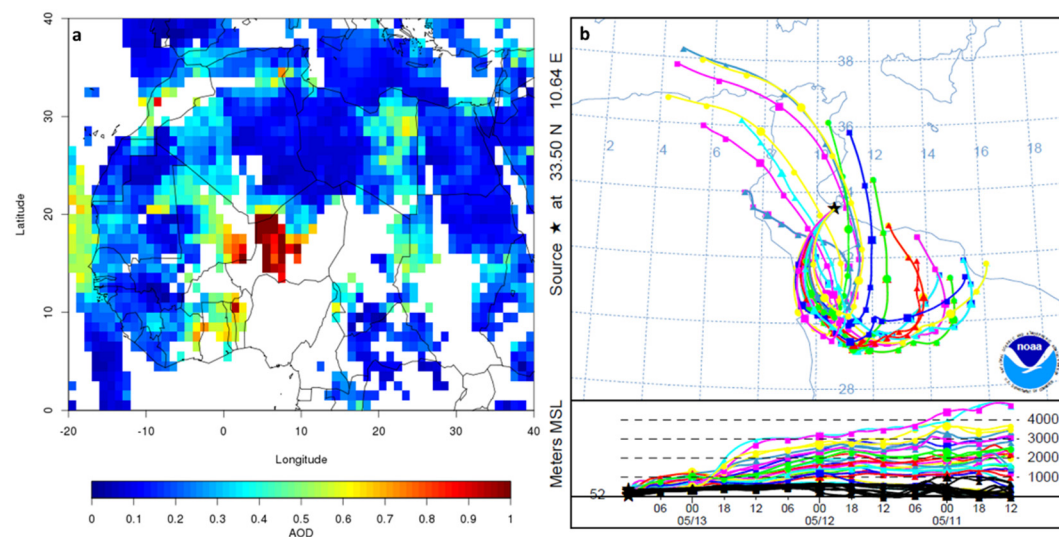 a
40
30
20
10
0
Latitude
-20 -10 0 10 20 30 40
Longitude
0 0.1 0.2 0.3 0.4 0.5 0.6 0.7 0.8 0.9 1
AOD
b
Source ★ at 33.50 N 10.64 E
38
36
2 4 6 8 12 14 16 18
28
noaa
Meters MSL
4000
3000
2000
1000
52
06 00 18 12 06 00 18 12 06 00 18 12
05/13 05/12 05/11